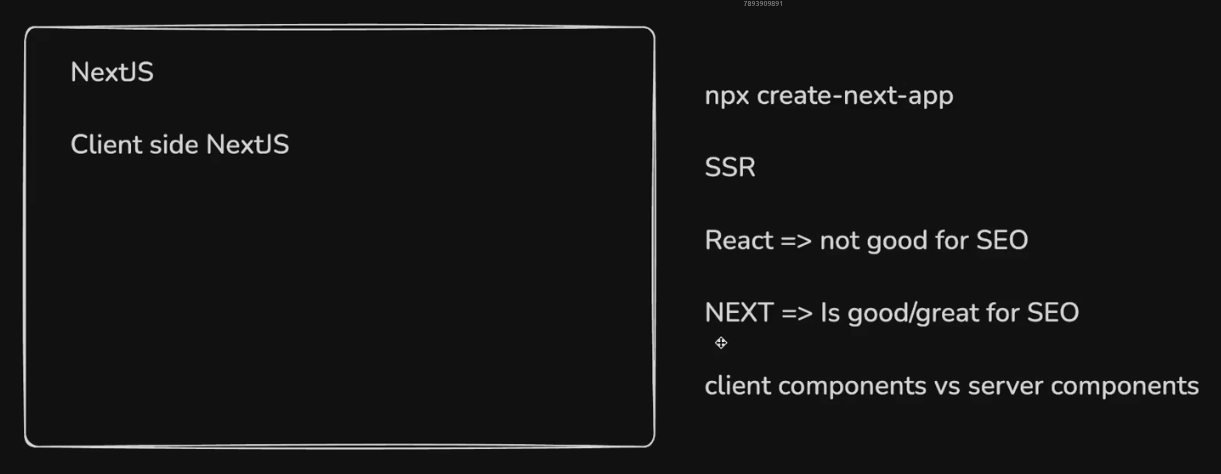 7893909891
NextJS
Client side NextJS
npx create-next-app
SSR
React => not good for SEO
NEXT => Is good/great for SEO
client components vs server components